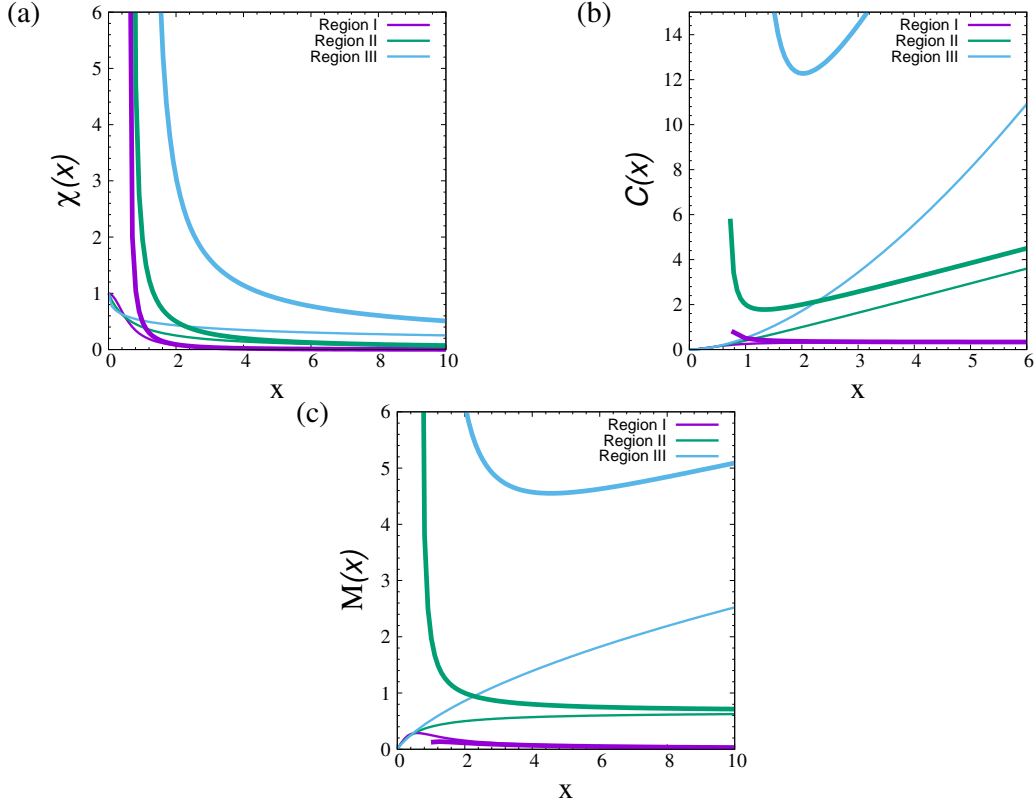 (a)
6
5
4
3
2
1
0
0 2 4 6 8 10
χ(x)
x
Region I
Region II
Region III
(b)
14
12
10
8
6
4
2
0
0 1 2 3 4 5 6
C(x)
x
Region I
Region II
Region III
(c)
6
5
4
3
2
1
0
0 2 4 6 8 10
M(x)
x
Region I
Region II
Region III